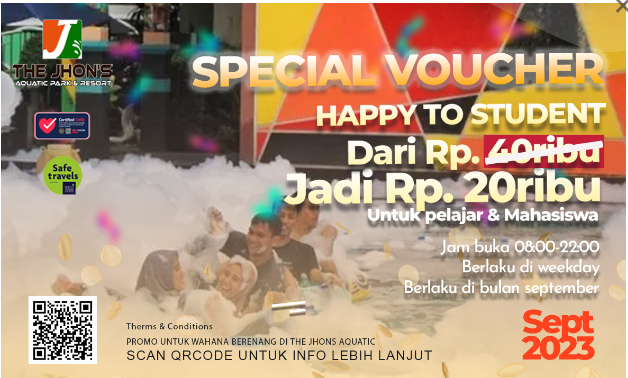 THE JHON'S
AQUATIC PARK & RESORT
Safe
travels
SPECIAL VOUCHER
HAPPY TO STUDENT
Dari Rp. 40ribu
Jadi Rp. 20ribu
Untuk pelajar & Mahasiswa
Jam buka 08:00-22:00
Berlaku di weekday
Berlaku di bulan september
Therms & Conditions
PROMO UNTUK WAHANA BERENANG DI THE JHONS AQUATIC
SCAN QRCODE UNTUK INFO LEBIH LANJUT
Sept
2023